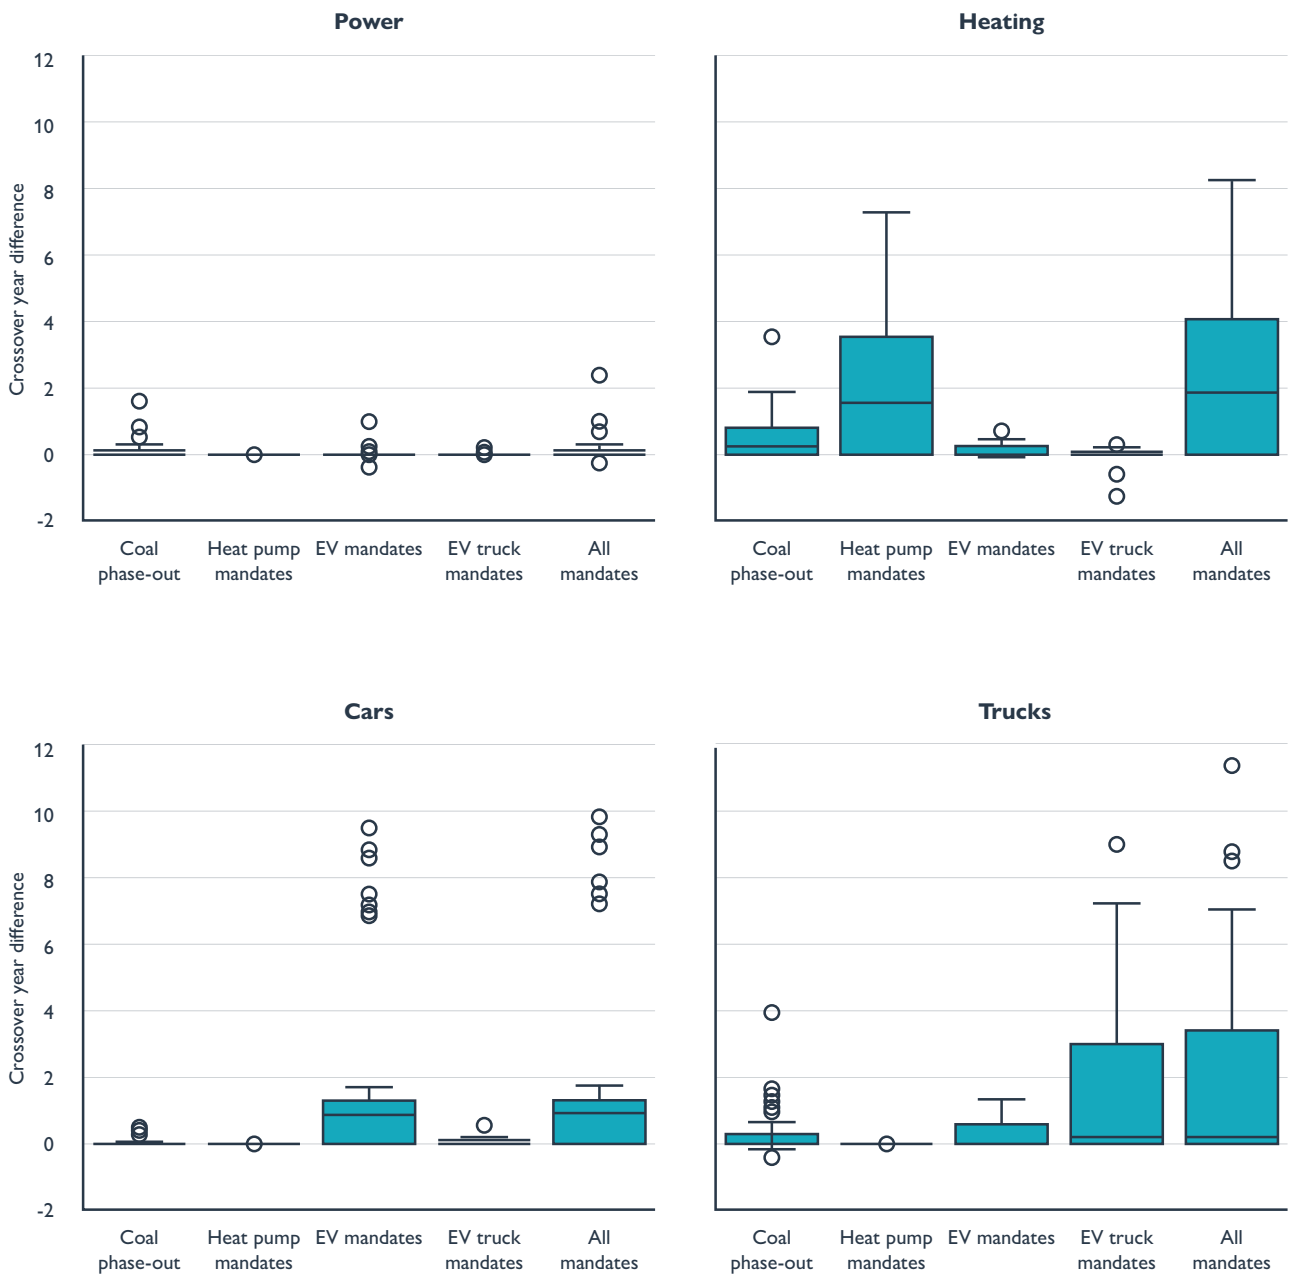 Power
Heating
Crossover year difference
12
10
8
6
4
2
0
-2
Coal
phase-out
Heat pump
mandates
EV mandates
EV truck
mandates
All
mandates
Coal
phase-out
Heat pump
mandates
EV mandates
EV truck
mandates
All
mandates
Cars
Trucks
Crossover year difference
12
10
8
6
4
2
0
-2
Coal
phase-out
Heat pump
mandates
EV mandates
EV truck
mandates
All
mandates
Coal
phase-out
Heat pump
mandates
EV mandates
EV truck
mandates
All
mandates